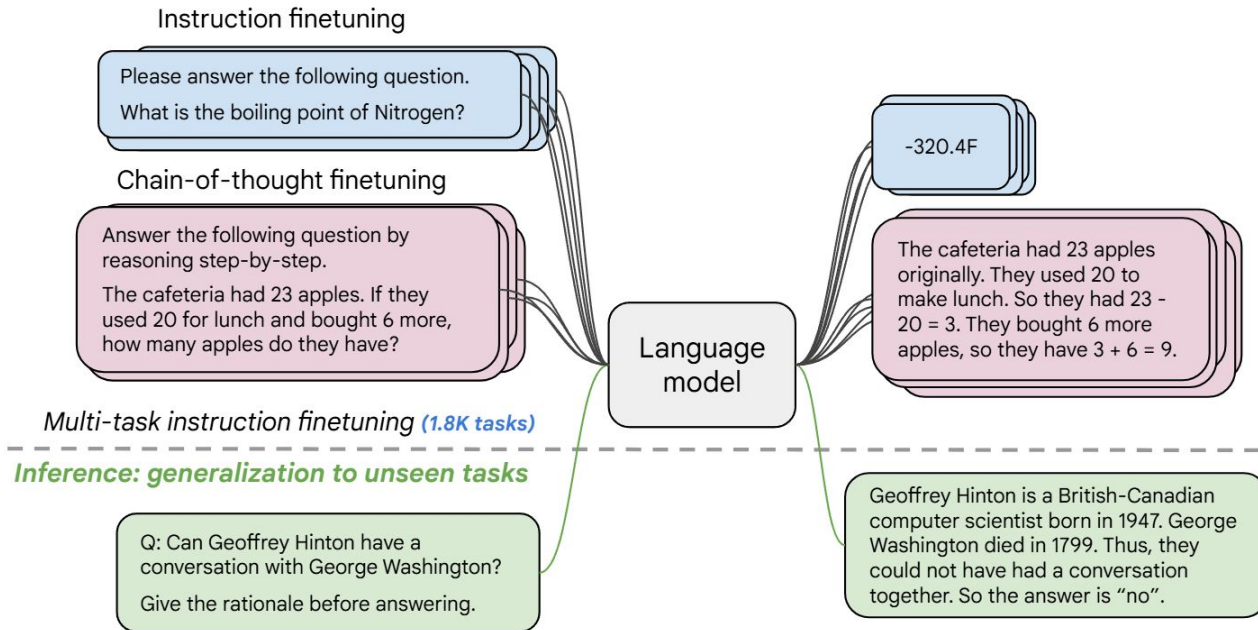 Instruction finetuning
Please answer the following question.
What is the boiling point of Nitrogen?
-320.4F
Chain-of-thought finetuning
Answer the following question by
reasoning step-by-step.
The cafeteria had 23 apples. If they
used 20 for lunch and bought 6 more,
how many apples do they have?
Language
model
The cafeteria had 23 apples
originally. They used 20 to
make lunch. So they had 23 -
20 = 3. They bought 6 more
apples, so they have 3 + 6 = 9.
Multi-task instruction finetuning (1.8K tasks)
Inference: generalization to unseen tasks
Q: Can Geoffrey Hinton have a
conversation with George Washington?
Give the rationale before answering.
Geoffrey Hinton is a British-Canadian
computer scientist born in 1947. George
Washington died in 1799. Thus, they
could not have had a conversation
together. So the answer is “no”.